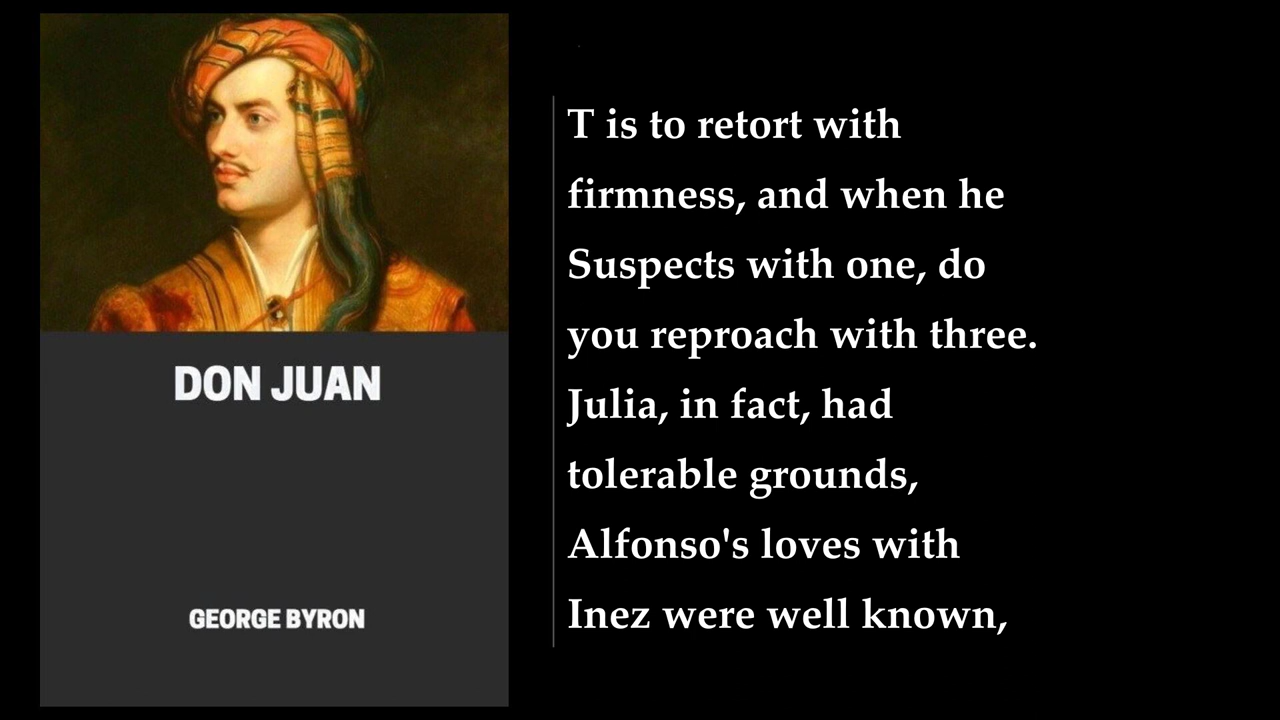 DON JUAN
GEORGE BYRON
T is to retort with
firmness, and when he
Suspects with one, do
you reproach with three.
Julia, in fact, had
tolerable grounds,
Alfonso's loves with
Inez were well known,